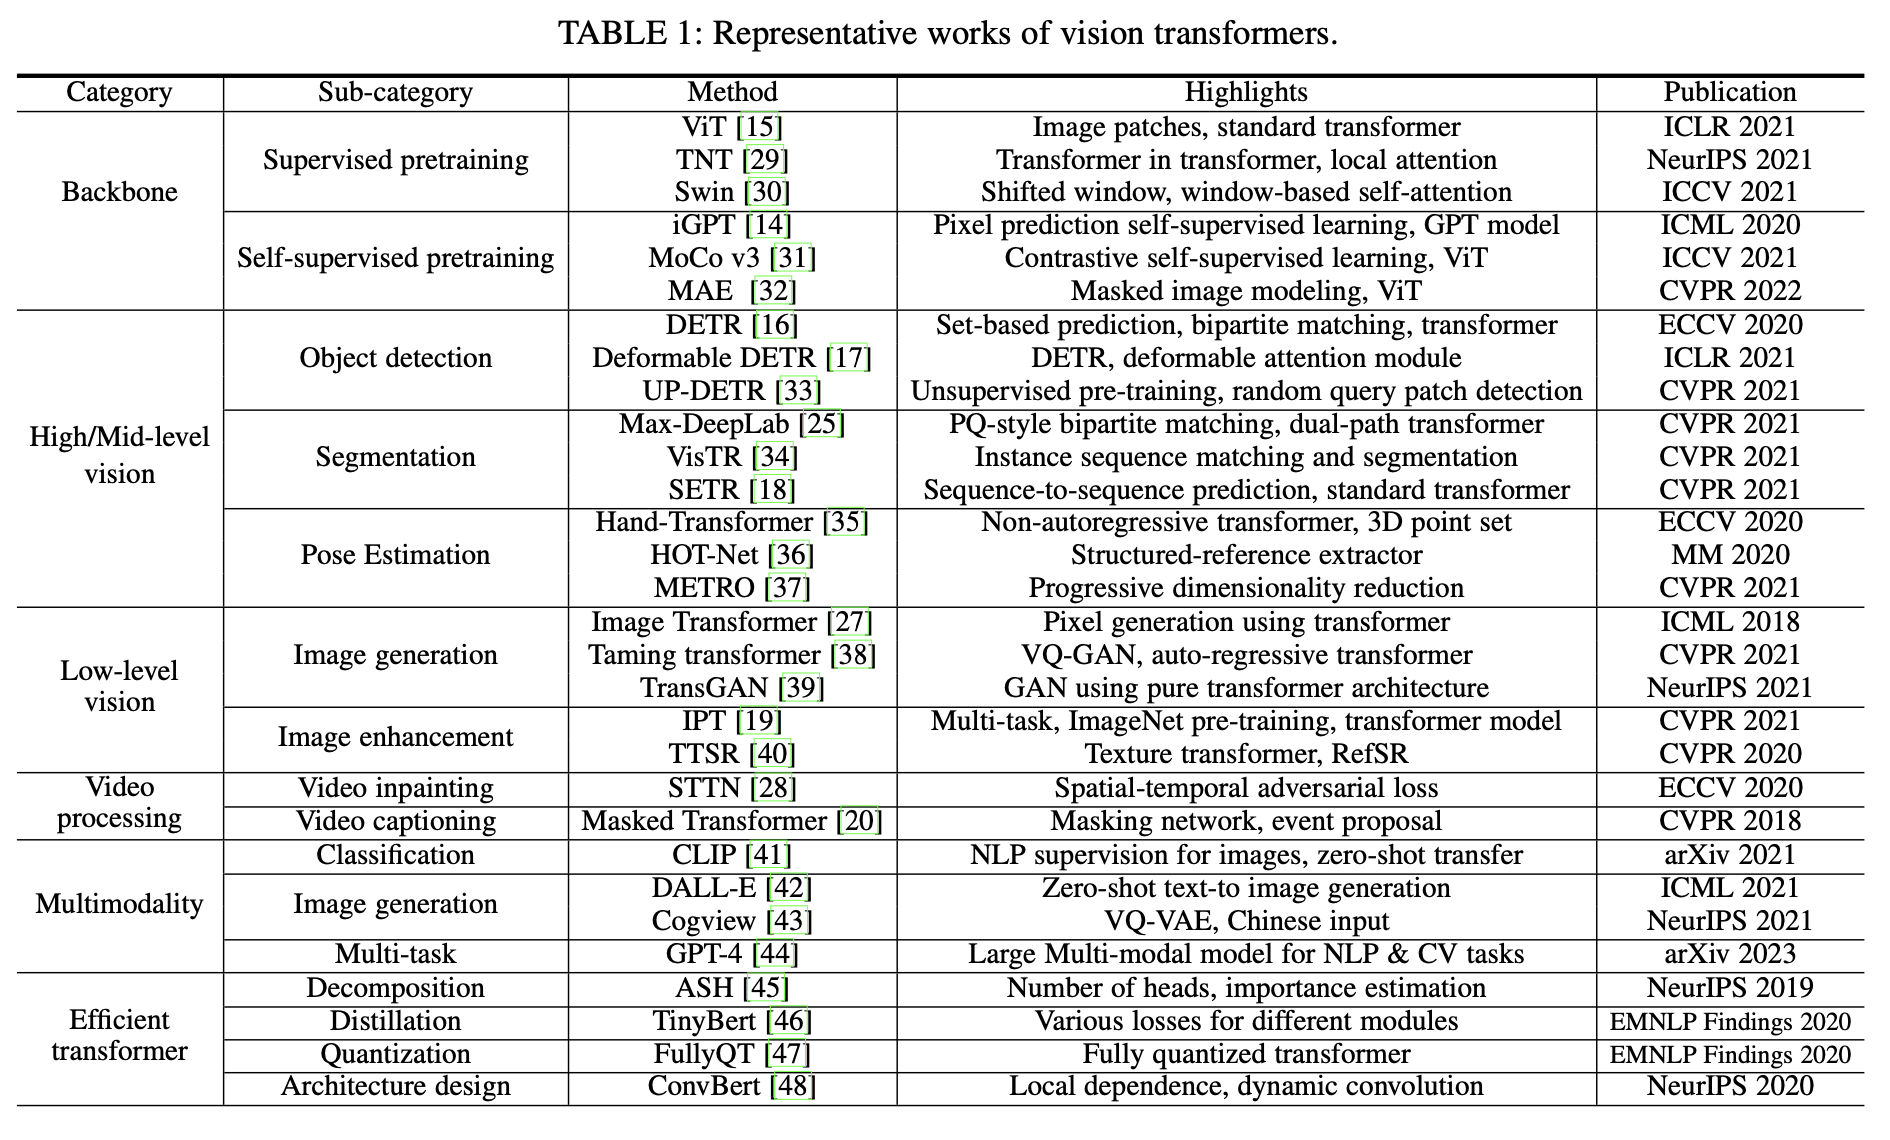 TABLE 1: Representative works of vision transformers.
Category Sub-category Method Highlights Publication
Backbone Supervised pretraining ViT [15] Image patches, standard transformer ICLR 2021
TNT [29] Transformer in transformer, local attention NeurIPS 2021
Swin [30] Shifted window, window-based self-attention ICCV 2021
Self-supervised pretraining iGPT [14] Pixel prediction self-supervised learning, GPT model ICML 2020
MoCo v3 [31] Contrastive self-supervised learning, ViT ICCV 2021
MAE [32] Masked image modeling, ViT CVPR 2022
High/Mid-level vision Object detection DETR [16] Set-based prediction, bipartite matching, transformer ECCV 2020
Deformable DETR [17] DETR, deformable attention module ICLR 2021
UP-DETR [33] Unsupervised pre-training, random query patch detection CVPR 2021
Segmentation Max-DeepLab [25] PQ-style bipartite matching, dual-path transformer CVPR 2021
VisTR [34] Instance sequence matching and segmentation CVPR 2021
SETR [18] Sequence-to-sequence prediction, standard transformer CVPR 2021
Pose Estimation Hand-Transformer [35] Non-autoregressive transformer, 3D point set ECCV 2020
HOT-Net [36] Structured-reference extractor MM 2020
METRO [37] Progressive dimensionality reduction CVPR 2021
Low-level vision Image generation Image Transformer [27] Pixel generation using transformer ICML 2018
Taming transformer [38] VQ-GAN, auto-regressive transformer CVPR 2021
TransGAN [39] GAN using pure transformer architecture NeurIPS 2021
Image enhancement IPT [19] Multi-task, ImageNet pre-training, transformer model CVPR 2021
TTSR [40] Texture transformer, RefSR CVPR 2020
Video processing Video inpainting STTN [28] Spatial-temporal adversarial loss ECCV 2020
Video captioning Masked Transformer [20] Masking network, event proposal CVPR 2018
Multimodality Classification CLIP [41] NLP supervision for images, zero-shot transfer arXiv 2021
Image generation DALL-E [42] Zero-shot text-to image generation ICML 2021
Cogview [43] VQ-VAE, Chinese input NeurIPS 2021
Multi-task GPT-4 [44] Large Multi-modal model for NLP & CV tasks arXiv 2023
Efficient transformer Decomposition ASH [45] Number of heads, importance estimation NeurIPS 2019
Distillation TinyBert [46] Various losses for different modules EMNLP Findings 2020
Quantization FullyQT [47] Fully quantized transformer EMNLP Findings 2020
Architecture design ConvBert [48] Local dependence, dynamic convolution NeurIPS 2020